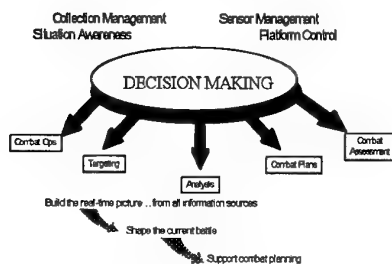 Collection Management
Situation Awareness
Sensor Management
Platform Control
DECISION MAKING
Combat Ops
Targeting
Analysis
Combat Plans
Combat
Assessment
Build the real-time picture ... from all information sources
Shape the current battle
Support combat planning